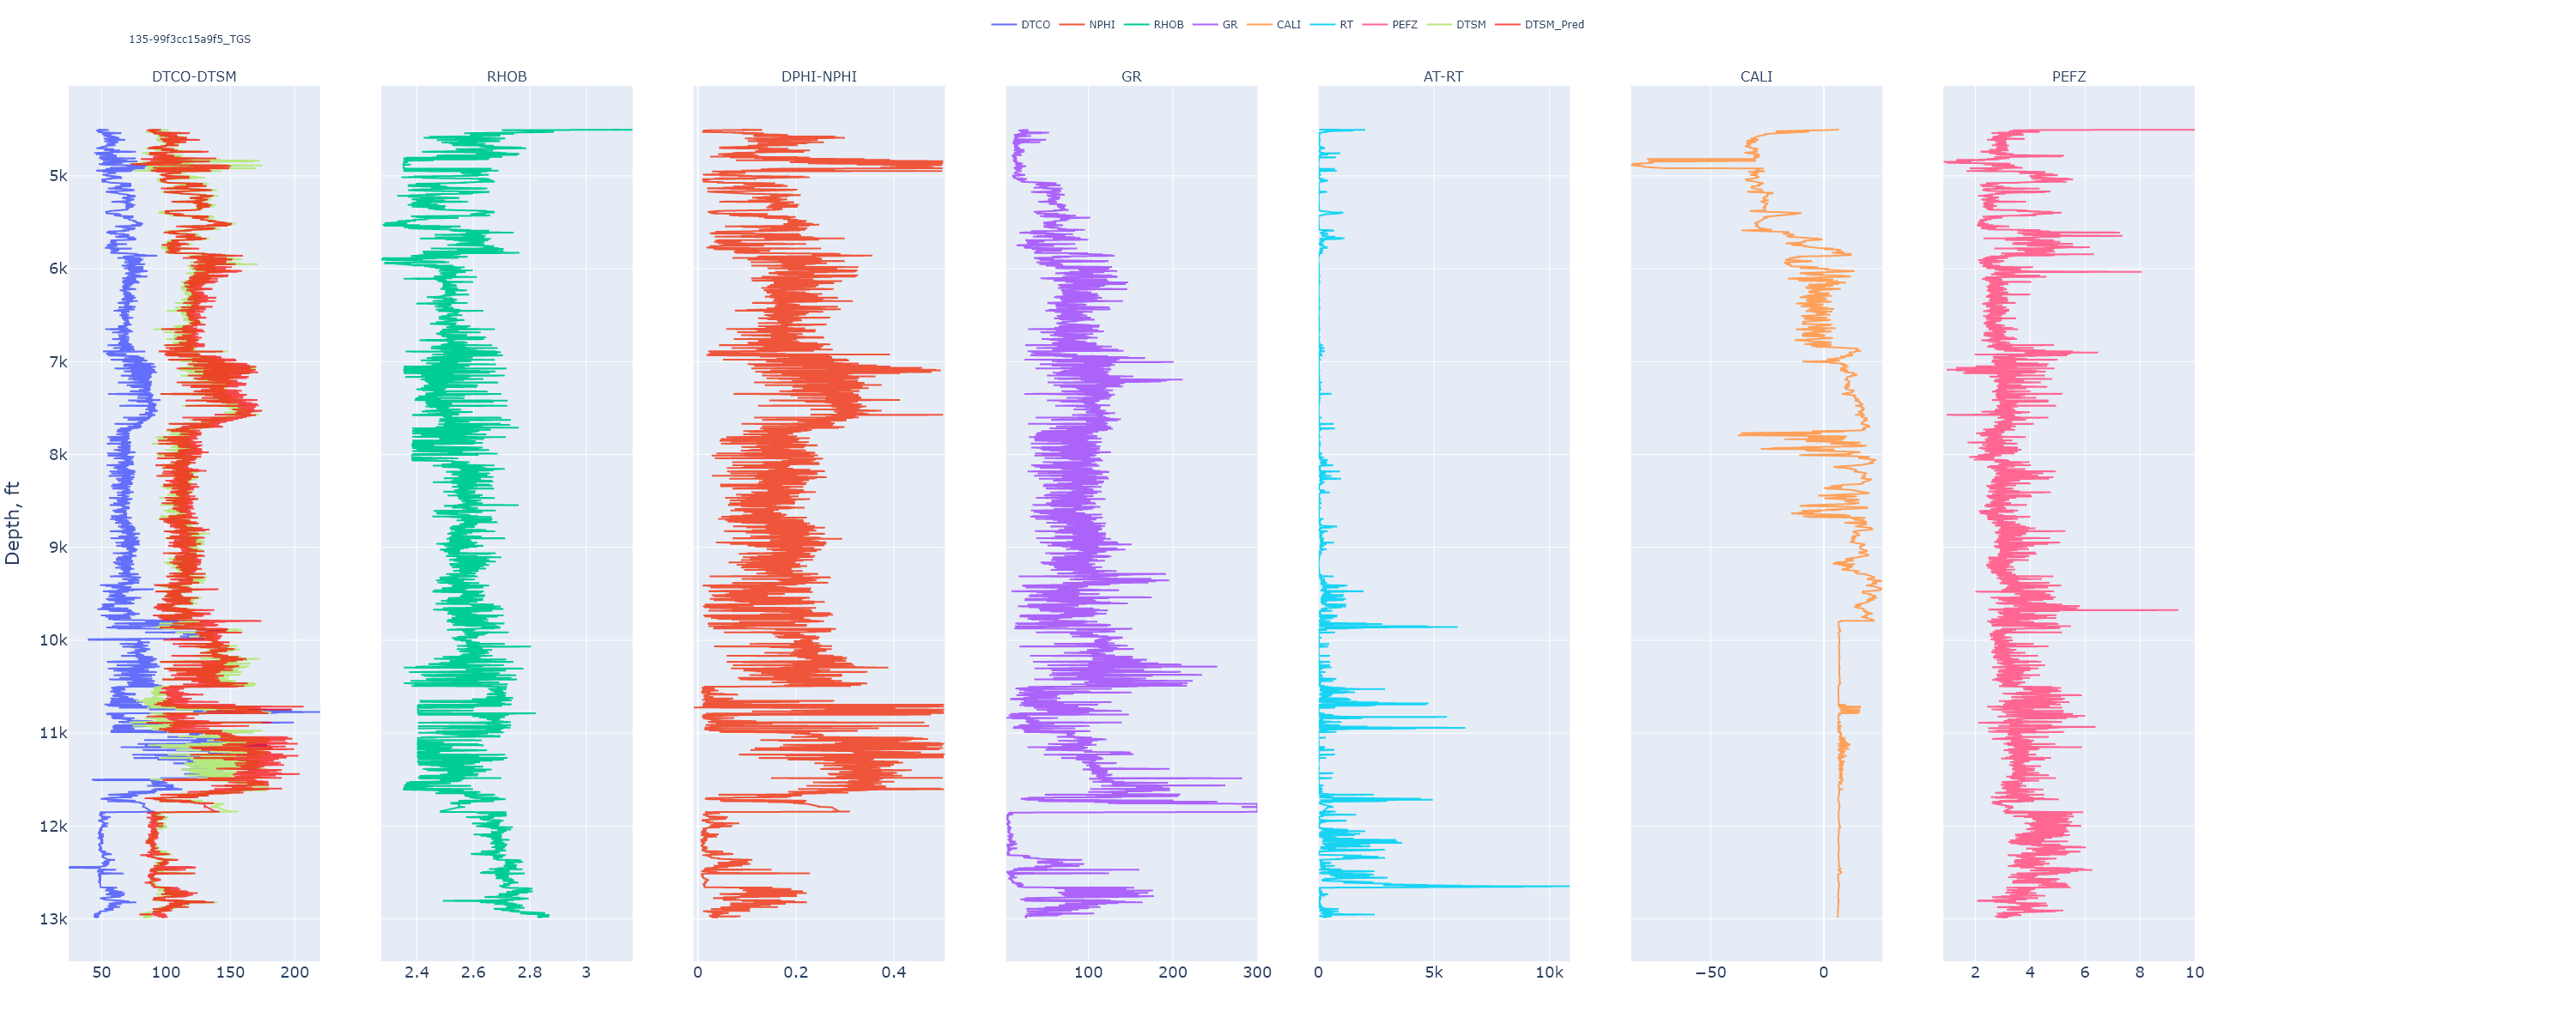 DTCO NPHI RHOB GR CALI RT PEFZ DTSM DTSM_Pred
135-99f3cc15a9f5_TGS
DTCO-DTSM RHOB DPHI-NPHI GR AT-RT CALI PEFZ
Depth, ft
5k
6k
7k
8k
9k
10k
11k
12k
13k
50 100 150 200 2.4 2.6 2.8 3 0 0.2 0.4 100 200 300 0 5k 10k −50 0 2 4 6 8 10